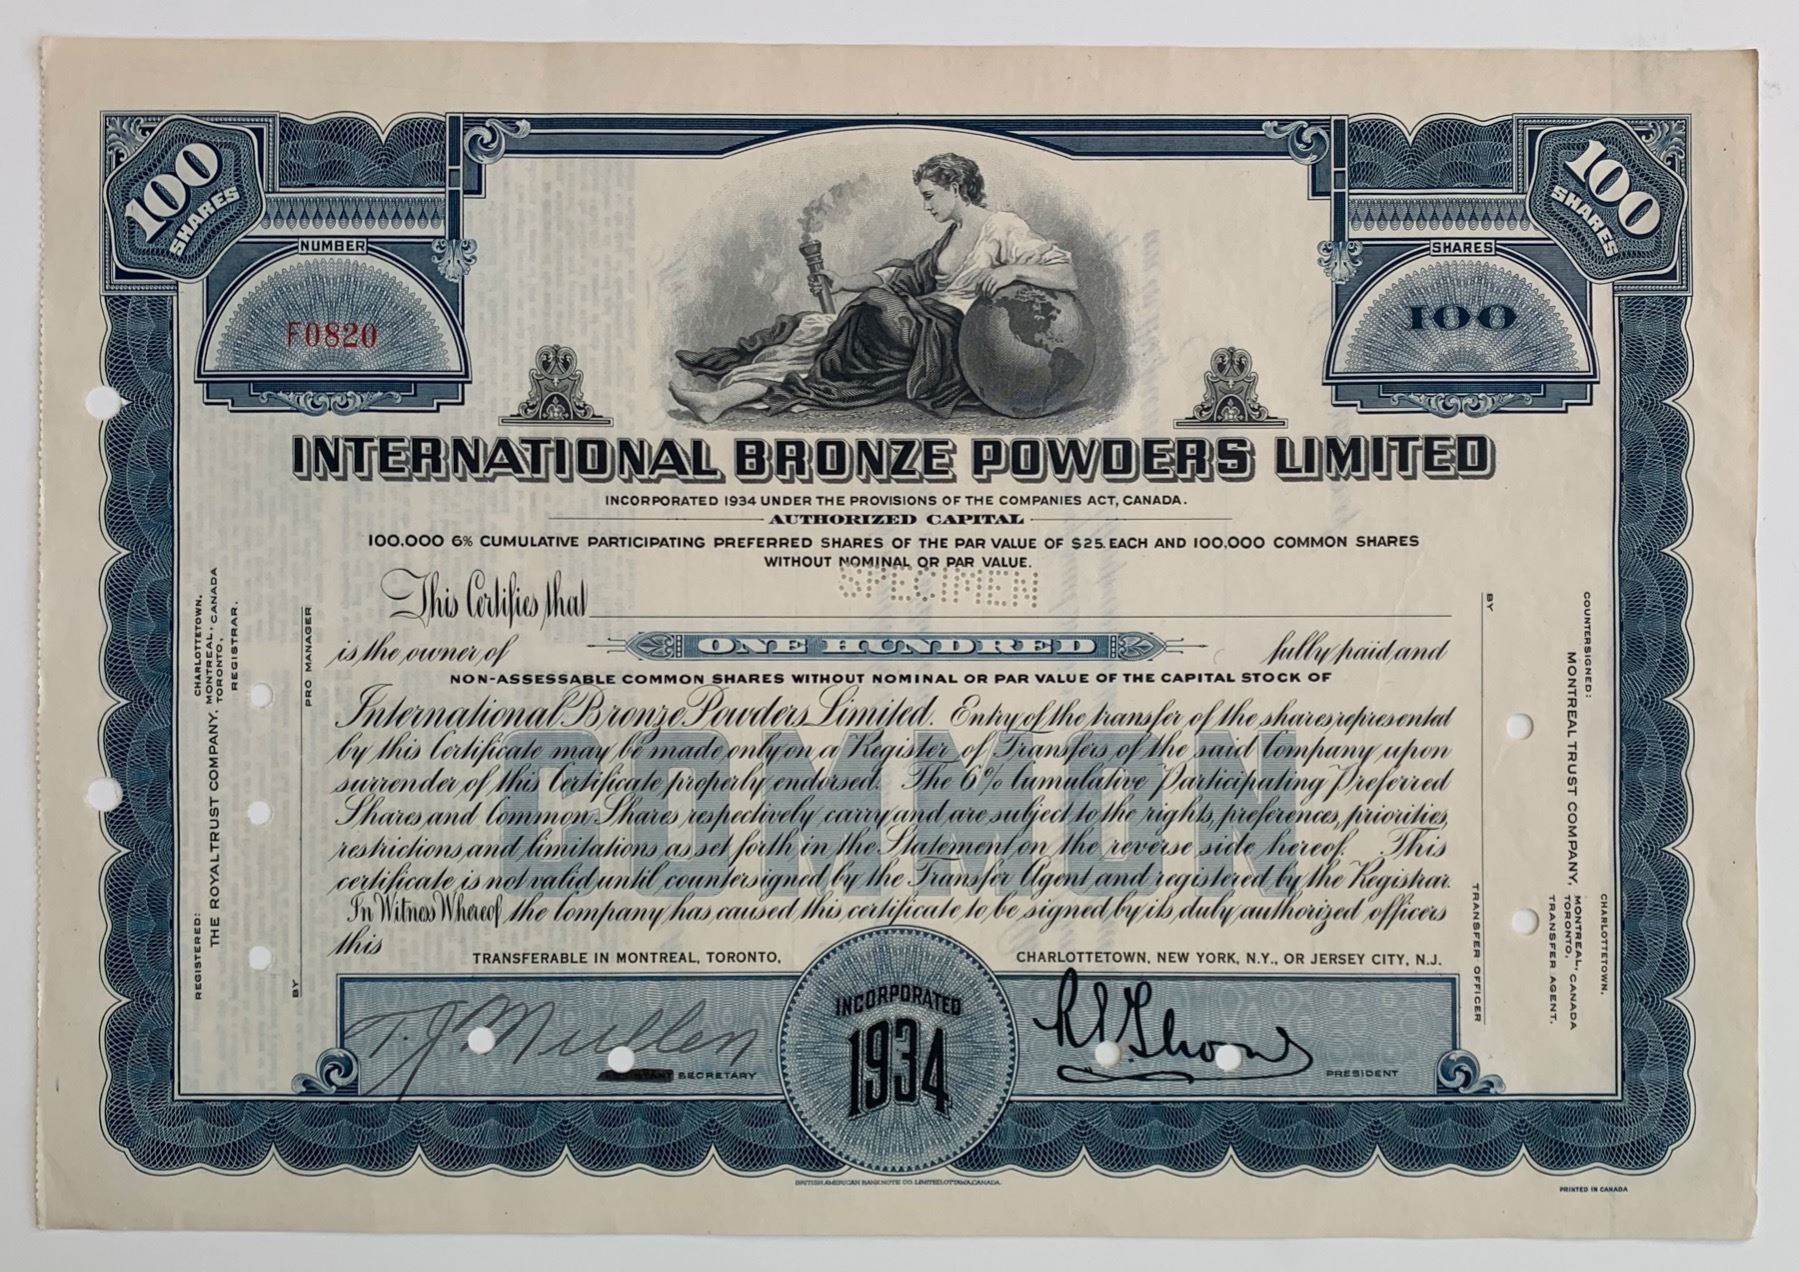 100 SHARES
100 SHARES
NUMBER
SHARES
F0820
100
INTERNATIONAL BRONZE POWDERS LIMITED
INCORPORATED 1934 UNDER THE PROVISIONS OF THE COMPANIES ACT, CANADA.
AUTHORIZED CAPITAL
100,000 6% CUMULATIVE PARTICIPATING PREFERRED SHARES OF THE PAR VALUE OF $25. EACH AND 100,000 COMMON SHARES
WITHOUT NOMINAL OR PAR VALUE.
SPECIMEN
This Certifies that
is the owner of ONE HUNDRED fully paid and
NON-ASSESSABLE COMMON SHARES WITHOUT NOMINAL OR PAR VALUE OF THE CAPITAL STOCK OF
International Bronze Powders Limited. Entry of the transfer of the shares represented
by this Certificate may be made only on a Register of Transfers of the said Company upon
surrender of this Certificate properly endorsed. The 6% Cumulative Participating Preferred
Shares and Common Shares respectively carry and are subject to the rights, preferences, priorities,
restrictions and limitations as set forth in the Statement on the reverse side hereof. This
certificate is not valid until countersigned by the Transfer Agent and registered by the Registrar.
In Witness Whereof the Company has caused this certificate to be signed by its duly authorized officers
this
COMMON
TRANSFERABLE IN MONTREAL, TORONTO, CHARLOTTETOWN, NEW YORK, N.Y., OR JERSEY CITY, N.J.
T. J. Mullen
SECRETARY
INCORPORATED
1934
PRESIDENT
REGISTERED:
THE ROYAL TRUST COMPANY, CHARLOTTETOWN, MONTREAL, TORONTO, CANADA
REGISTRAR.
BY
PRO MANAGER
COUNTERSIGNED:
MONTREAL TRUST COMPANY, CHARLOTTETOWN, MONTREAL, TORONTO, CANADA
TRANSFER AGENT.
BY
TRANSFER OFFICER
BRITISH AMERICAN BANK NOTE CO. LIMITED, OTTAWA, CANADA.
PRINTED IN CANADA